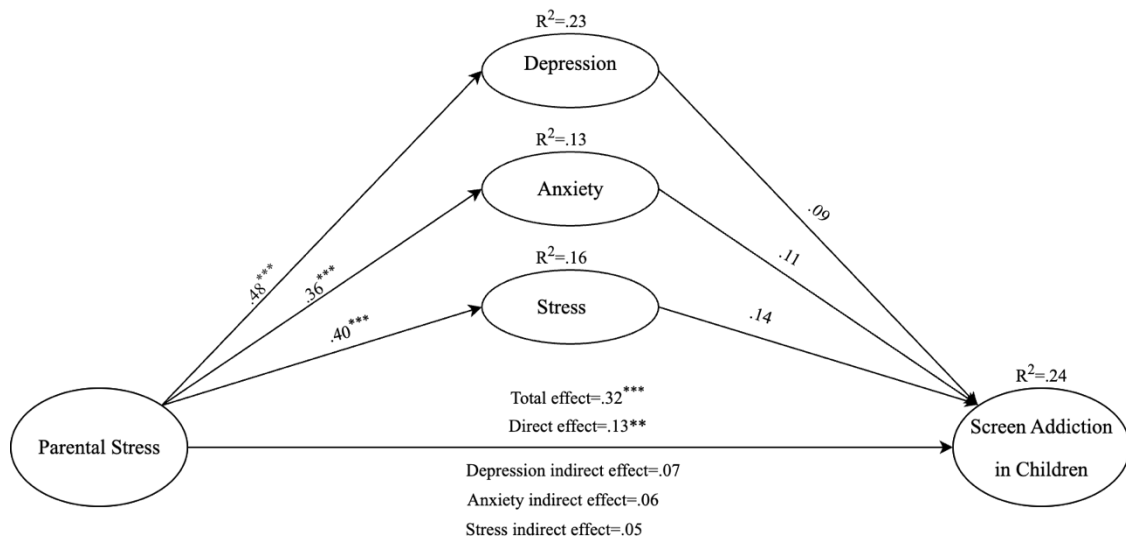 R²=.23
Depression
R²=.13
Anxiety
R²=.16
Stress
.48***
.36***
.40***
.09
.11
.14
R²=.24
Parental Stress
Total effect=.32***
Direct effect=.13**
Screen Addiction
in Children
Depression indirect effect=.07
Anxiety indirect effect=.06
Stress indirect effect=.05